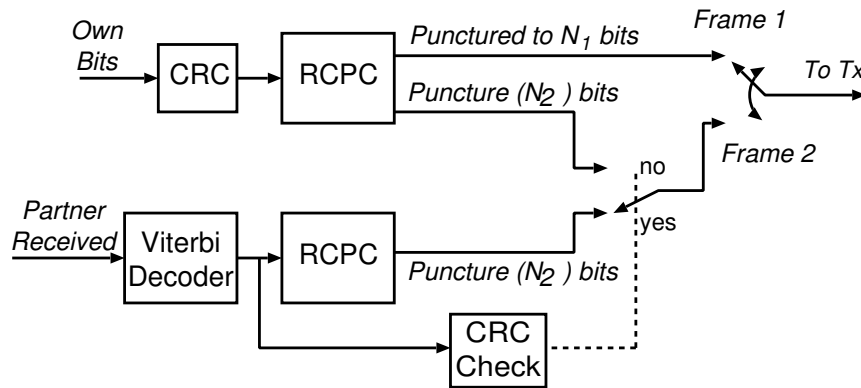 Own
Bits
CRC
RCPC
Punctured to N1 bits
Puncture (N2 ) bits
Frame 1
To Tx
Frame 2
no
yes
Partner
Received
Viterbi
Decoder
RCPC
Puncture (N2 ) bits
CRC
Check